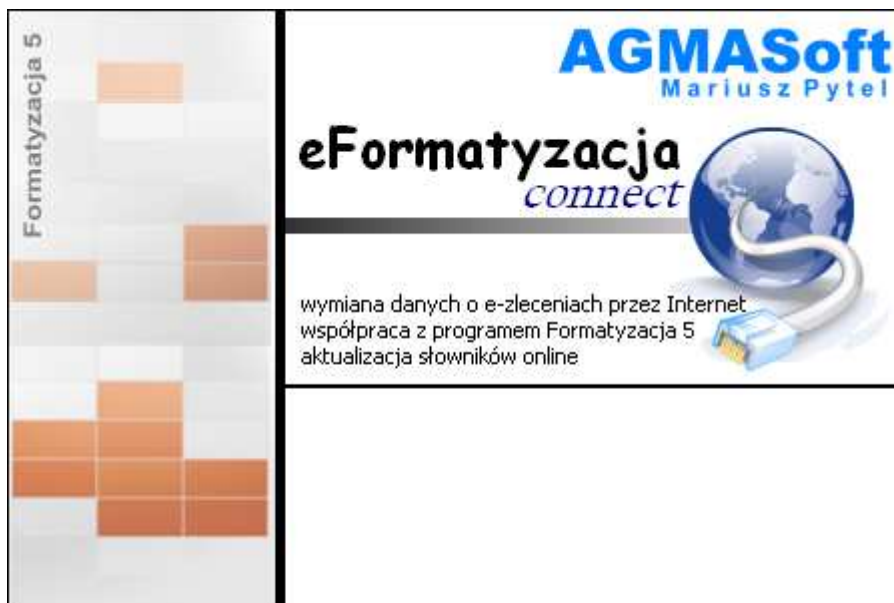 Formatyzacja 5
AGMASoft
Mariusz Pytel
eFormatyzacja
connect
wymiana danych o e-zleceniach przez Internet
współpraca z programem Formatyzacja 5
aktualizacja słowników online